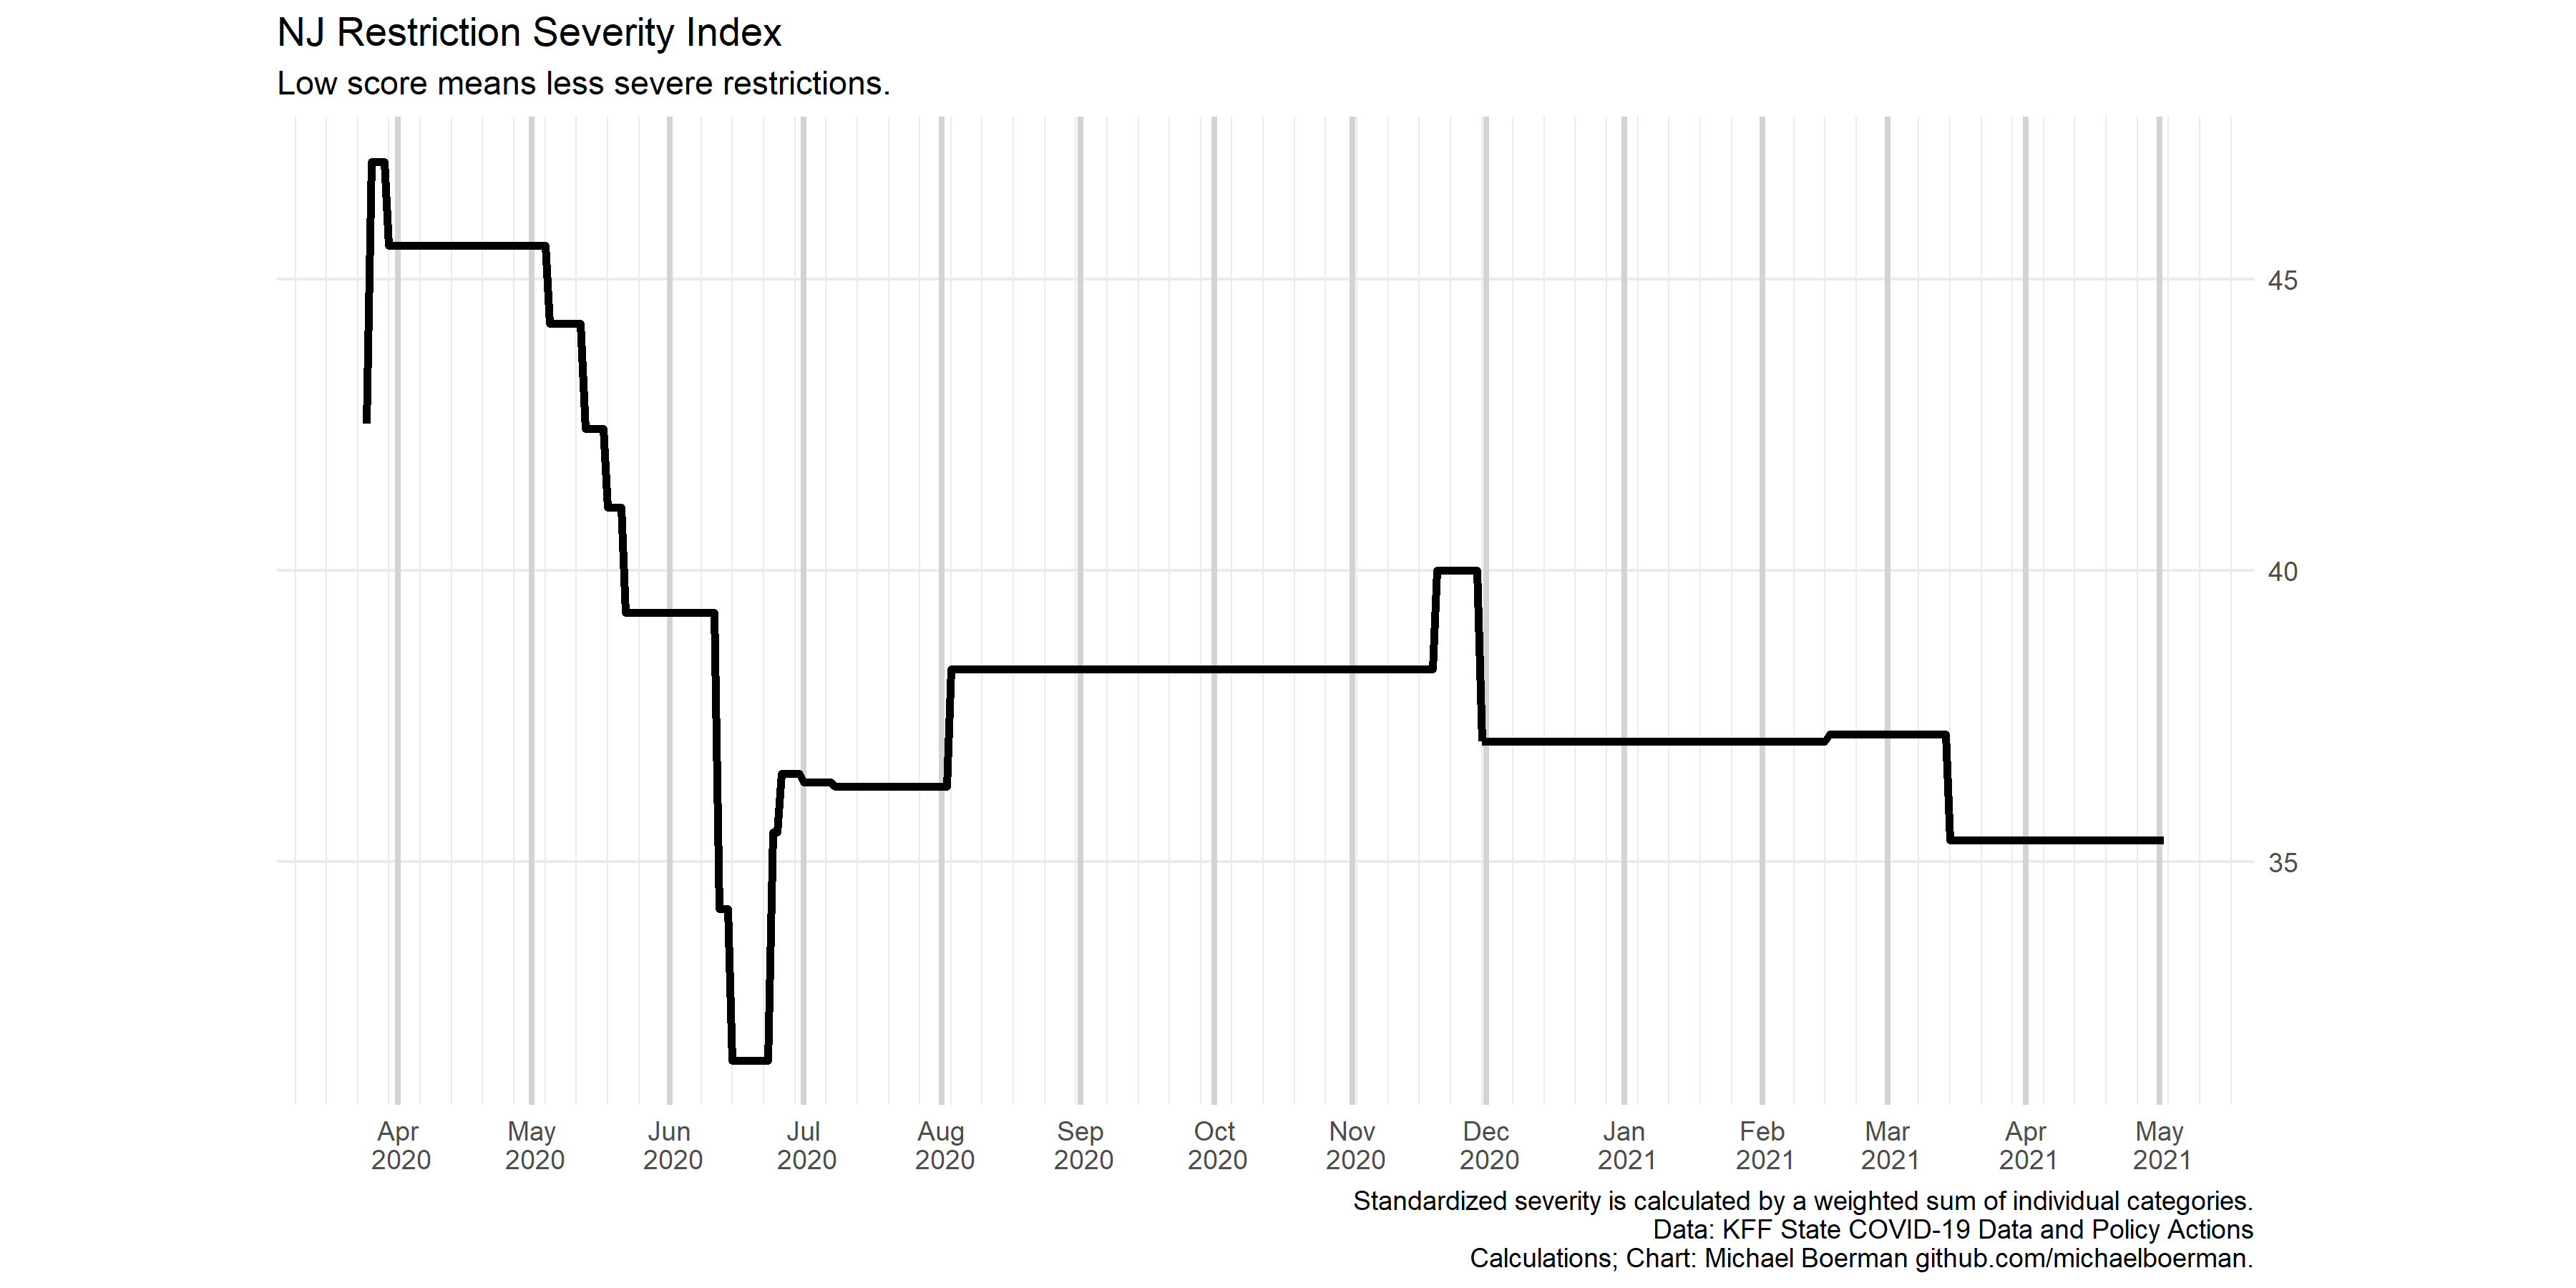 NJ Restriction Severity Index
Low score means less severe restrictions.
45
40
35
Apr May Jun Jul Aug Sep Oct Nov Dec Jan Feb Mar Apr May
2020 2020 2020 2020 2020 2020 2020 2020 2020 2021 2021 2021 2021 2021
Standardized severity is calculated by a weighted sum of individual categories.
Data: KFF State COVID-19 Data and Policy Actions
Calculations; Chart: Michael Boerman github.com/michaelboerman.